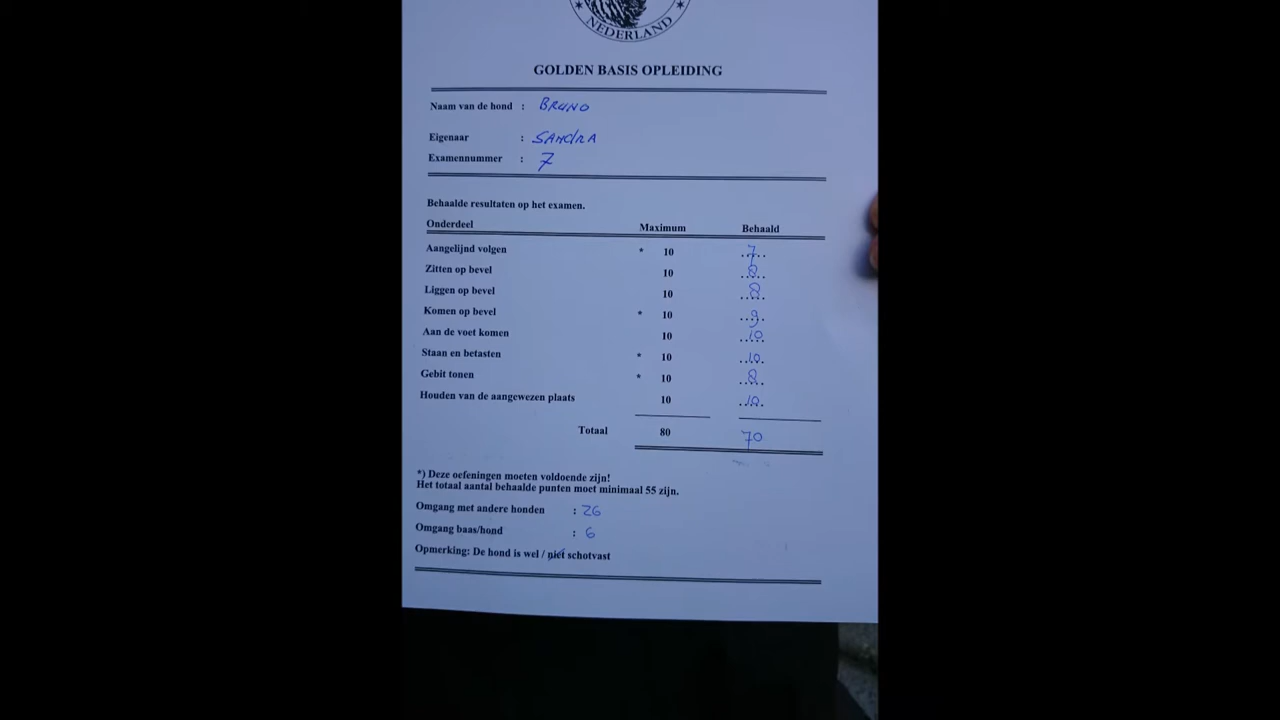 NEDERLAND
GOLDEN BASIS OPLEIDING
Naam van de hond : BRUNO
Eigenaar : SANDRA
Examennummer : 7
Behaalde resultaten op het examen.
Onderdeel Maximum Behaald
Aangelijnd volgen * 10 7
Zitten op bevel 10 8
Liggen op bevel 10 8
Komen op bevel * 10 9
Aan de voet komen 10 10
Staan en betasten * 10 10
Gebit tonen * 10 8
Houden van de aangewezen plaats 10 10
Totaal 80 70
*) Deze oefeningen moeten voldoende zijn!
Het totaal aantal behaalde punten moet minimaal 55 zijn.
Omgang met andere honden : 26
Omgang baas/hond : 6
Opmerking: De hond is wel / niet schotvast